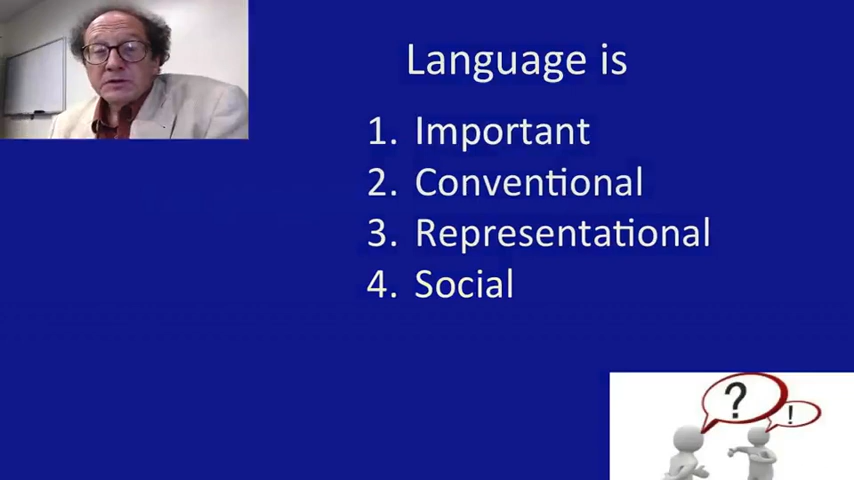 Language is
1. Important
2. Conventional
3. Representational
4. Social
?
!